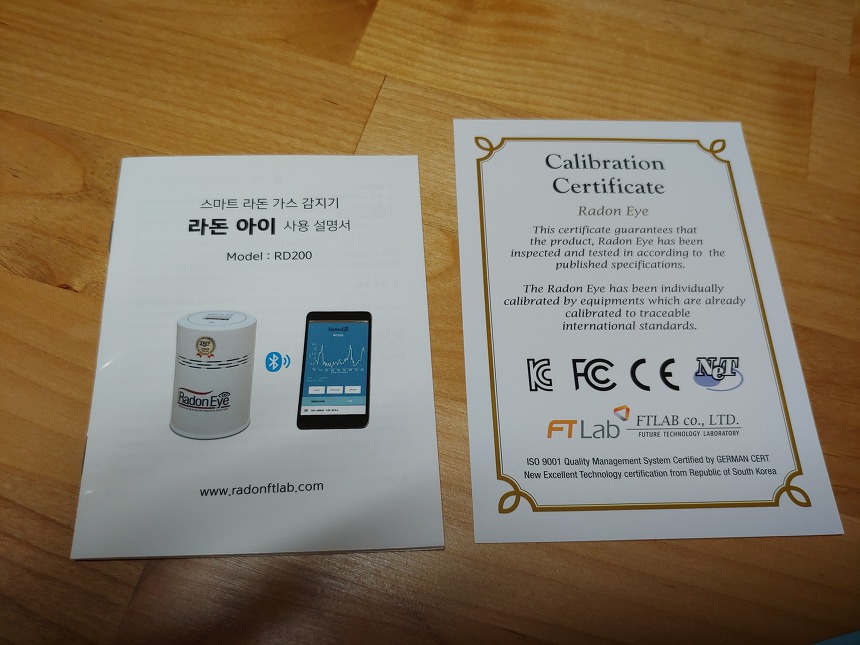 스마트 라돈 가스 감지기
라돈 아이 사용 설명서
Model : RD200
RadonEye
www.radonftlab.com
Calibration
Certificate
Radon Eye
This certificate guarantees that
the product, Radon Eye has been
inspected and tested in according to the
published specifications.
The Radon Eye has been individually
calibrated by equipments which are already
calibrated to traceable
international standards.
FC CE NeT
FTLab FTLAB co., LTD.
FUTURE TECHNOLOGY LABORATORY
ISO 9001 Quality Management System Certified by GERMAN CERT
New Excellent Technology certification from Republic of South Korea